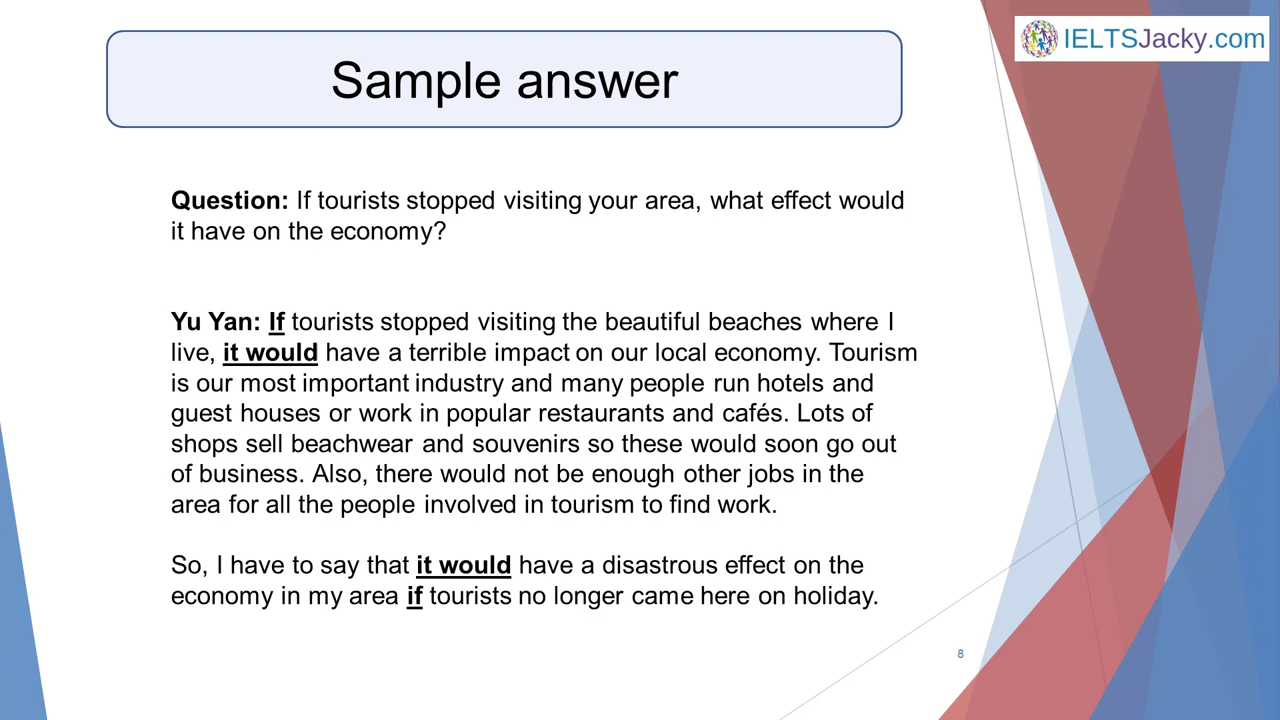 IELTSJacky.com
Sample answer
Question: If tourists stopped visiting your area, what effect would
it have on the economy?
Yu Yan: If tourists stopped visiting the beautiful beaches where I
live, it would have a terrible impact on our local economy. Tourism
is our most important industry and many people run hotels and
guest houses or work in popular restaurants and cafés. Lots of
shops sell beachwear and souvenirs so these would soon go out
of business. Also, there would not be enough other jobs in the
area for all the people involved in tourism to find work.
So, I have to say that it would have a disastrous effect on the
economy in my area if tourists no longer came here on holiday.
8